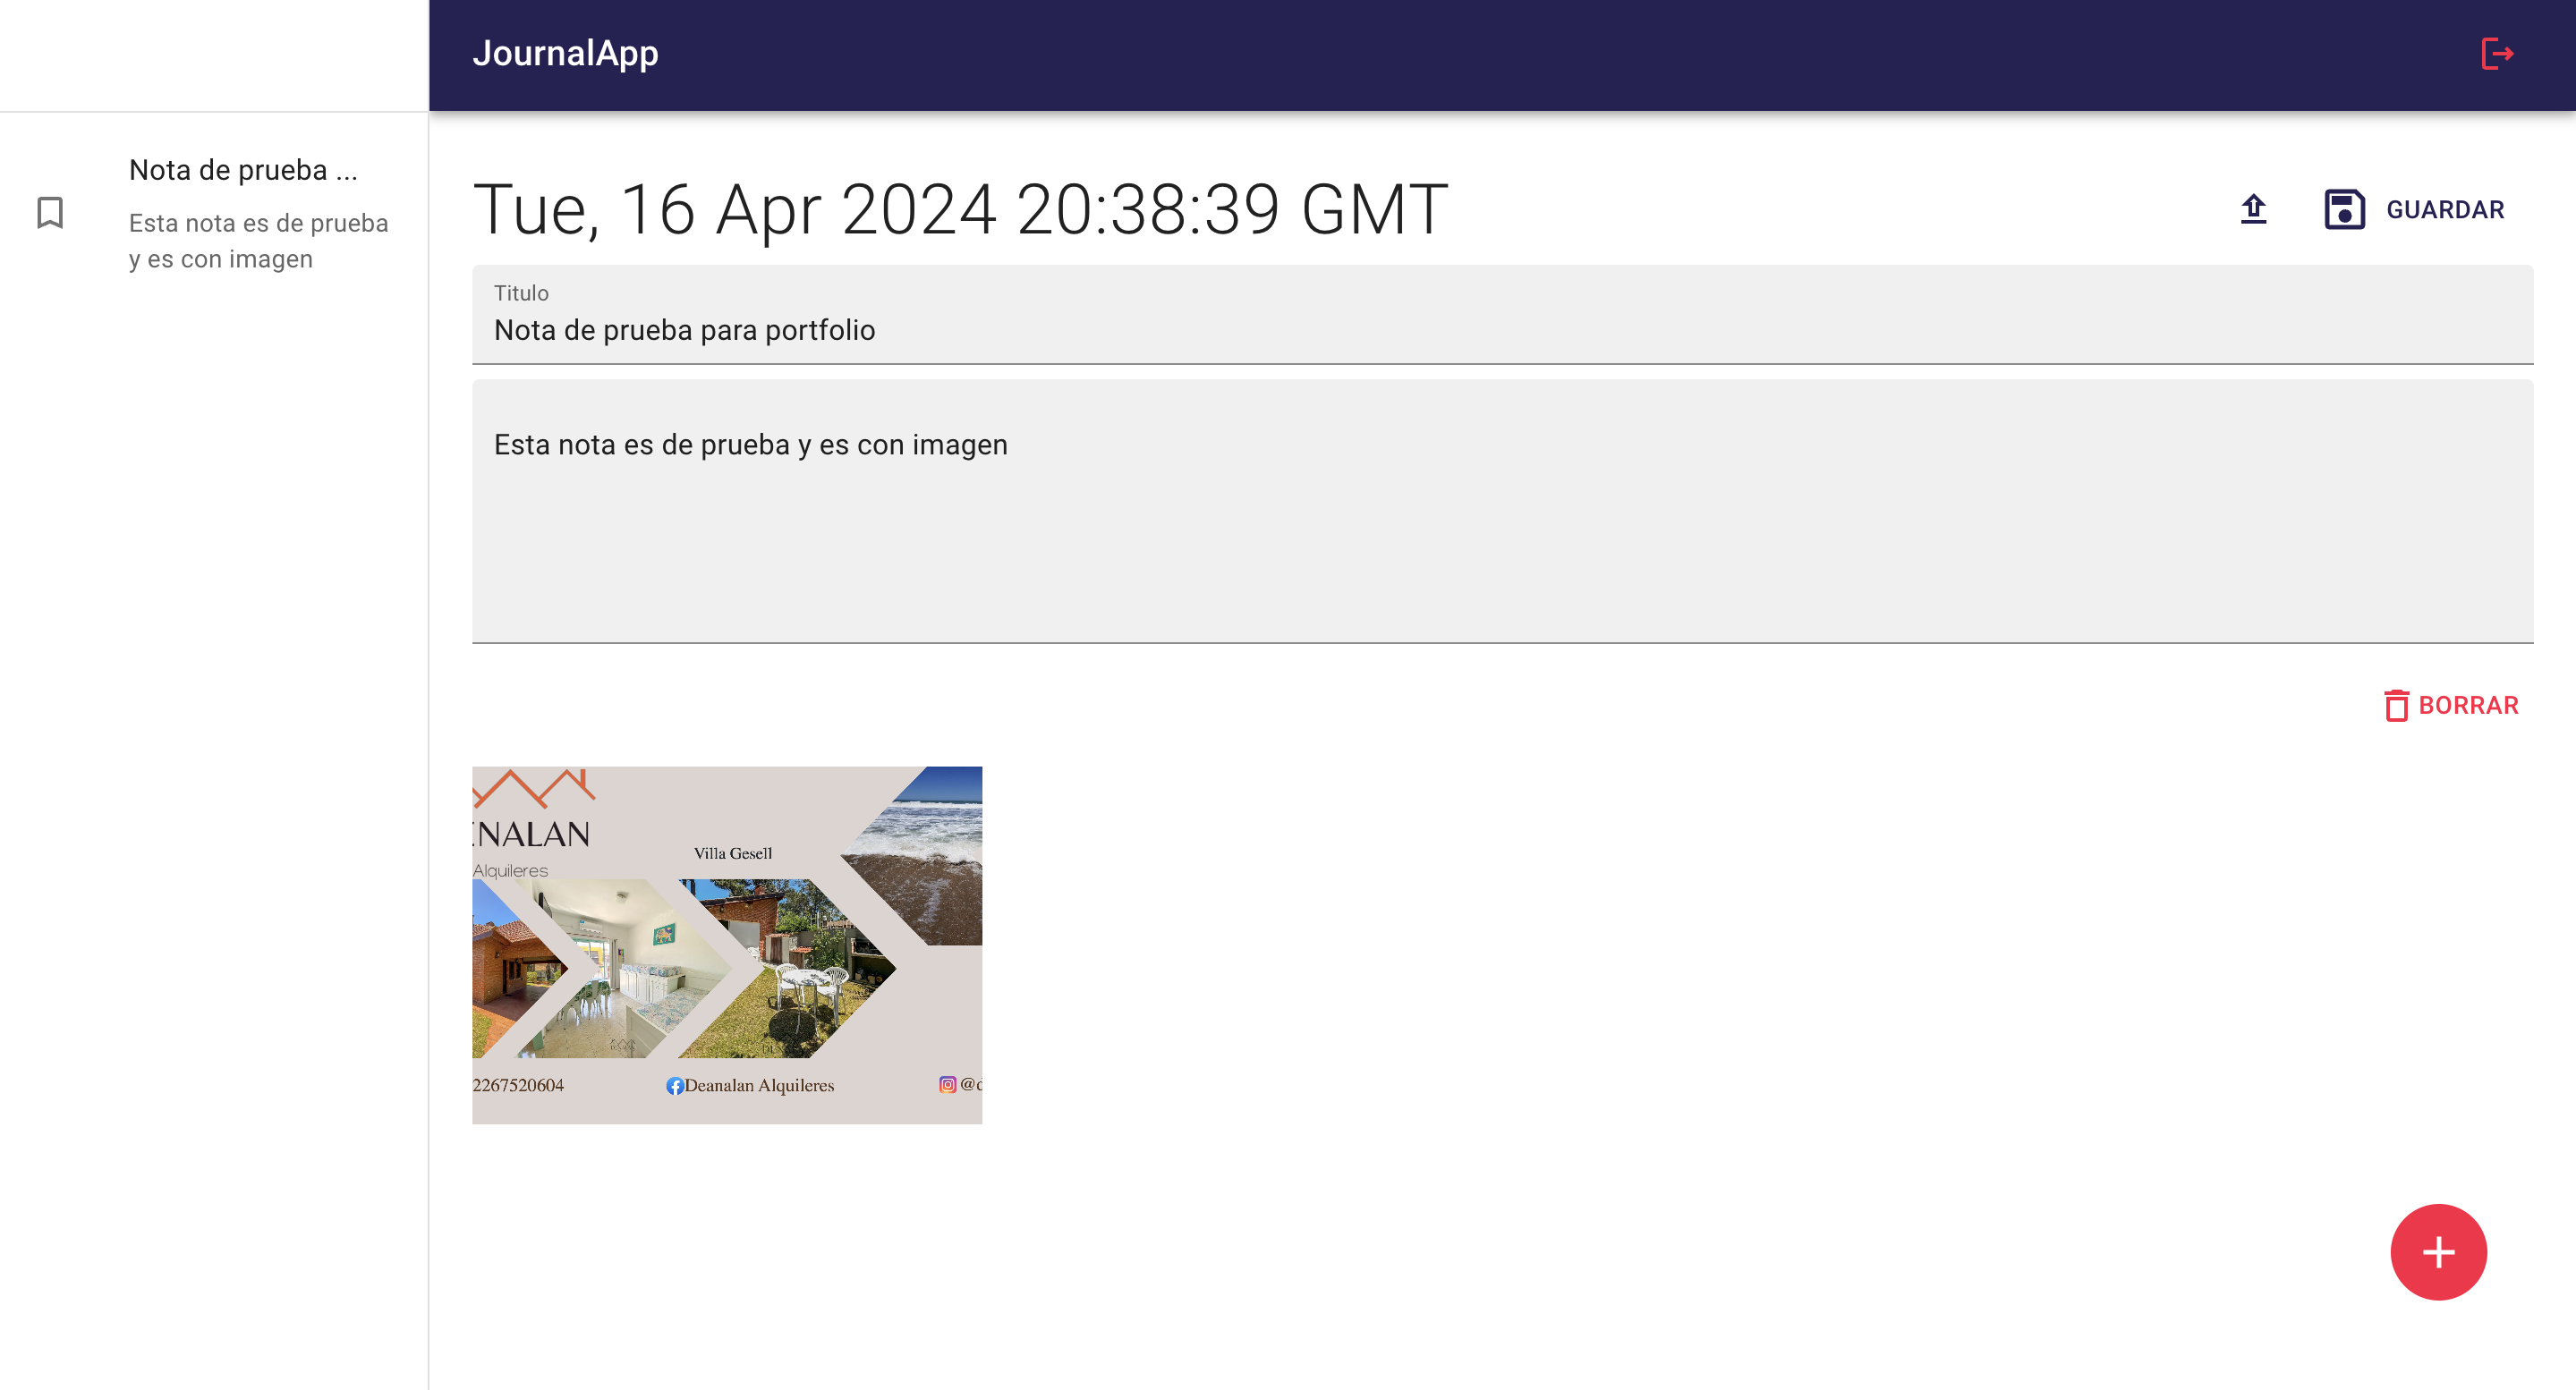 JournalApp
Nota de prueba ...
Esta nota es de prueba
y es con imagen
Tue, 16 Apr 2024 20:38:39 GMT
GUARDAR
Titulo
Nota de prueba para portfolio
Esta nota es de prueba y es con imagen
BORRAR
ENALAN
Alquileres
Villa Gesell
2267520604
Deanalan Alquileres
@d